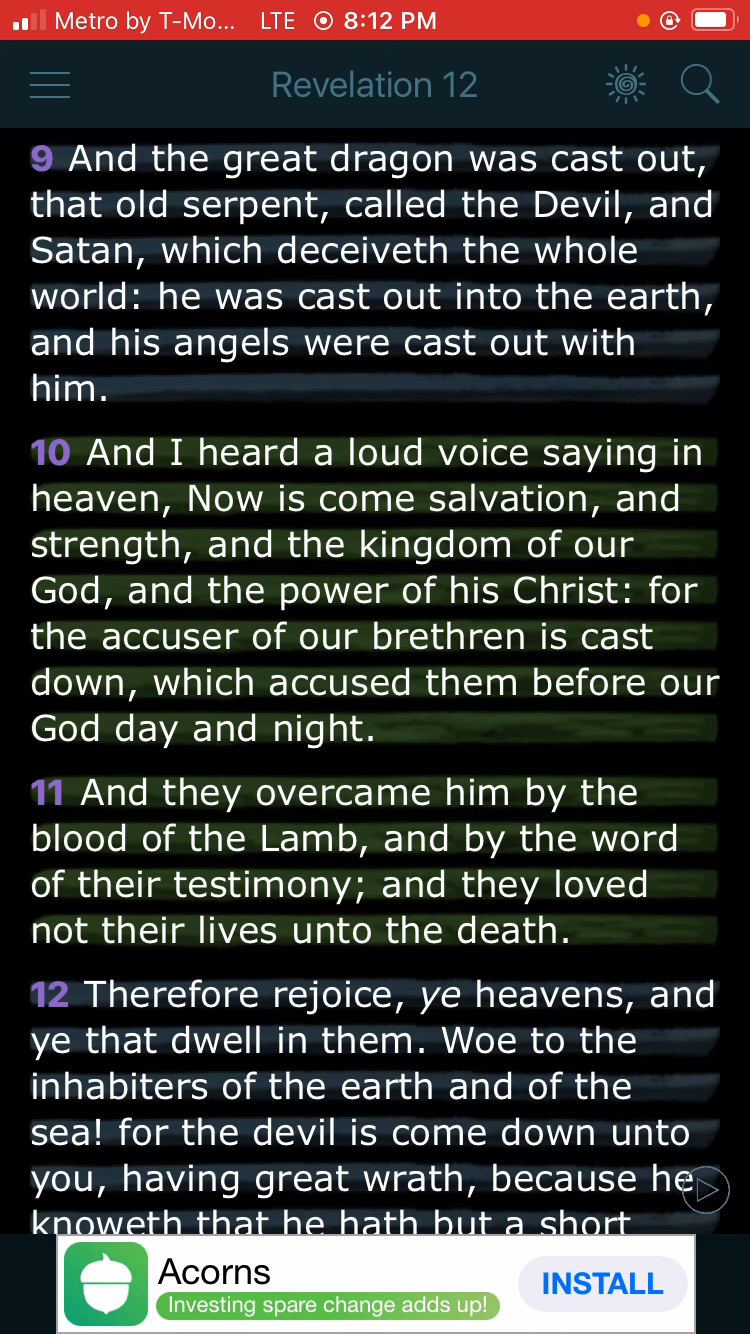 Metro by T-Mo... LTE 8:12 PM
Revelation 12
9 And the great dragon was cast out,
that old serpent, called the Devil, and
Satan, which deceiveth the whole
world: he was cast out into the earth,
and his angels were cast out with
him.
10 And I heard a loud voice saying in
heaven, Now is come salvation, and
strength, and the kingdom of our
God, and the power of his Christ: for
the accuser of our brethren is cast
down, which accused them before our
God day and night.
11 And they overcame him by the
blood of the Lamb, and by the word
of their testimony; and they loved
not their lives unto the death.
12 Therefore rejoice, ye heavens, and
ye that dwell in them. Woe to the
inhabiters of the earth and of the
sea! for the devil is come down unto
you, having great wrath, because he
knoweth that he hath but a short
Acorns
Investing spare change adds up!
INSTALL